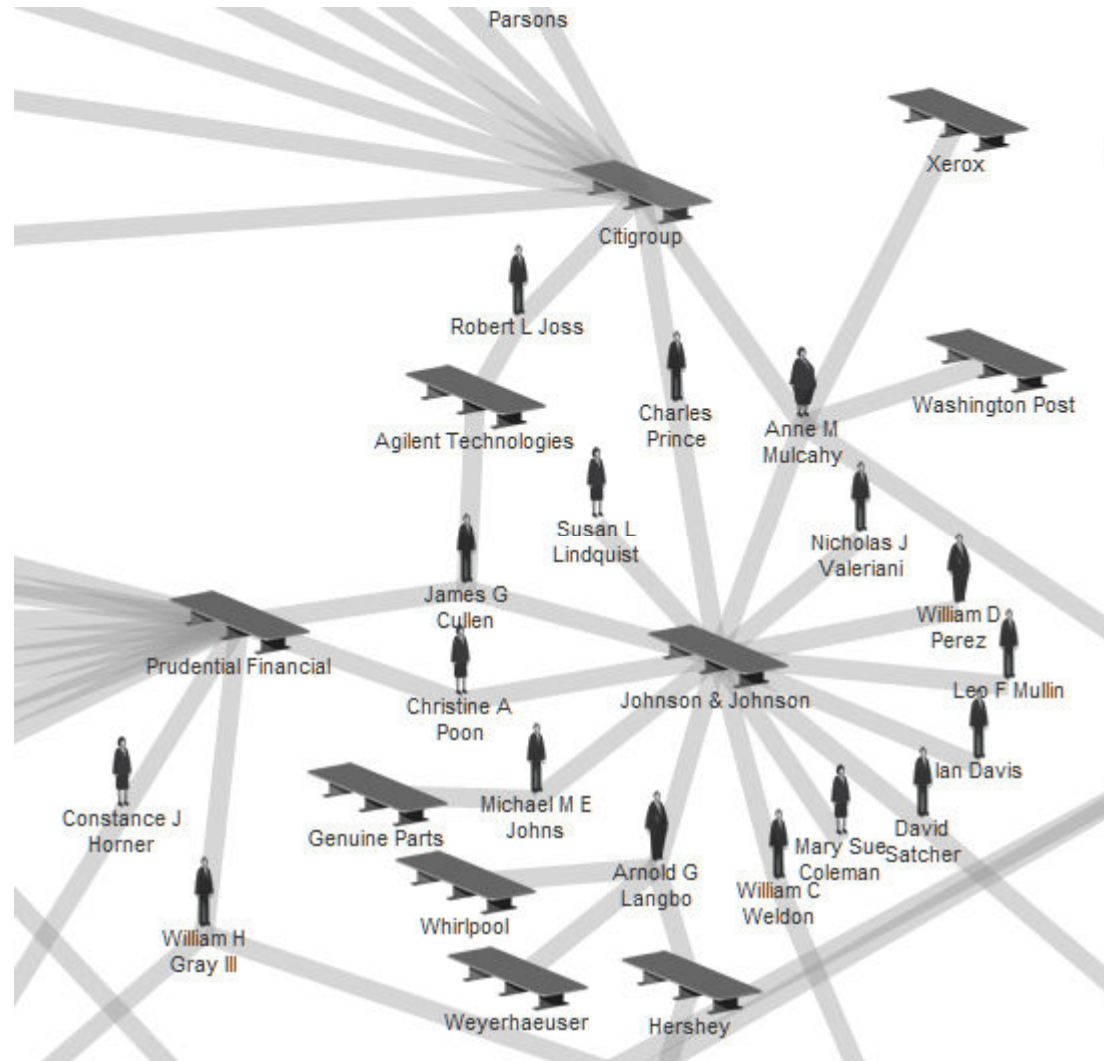 Parsons
Xerox
Citigroup
Robert L Joss
Washington Post
Charles
Prince
Agilent Technologies
Anne M
Mulcahy
Susan L
Lindquist
Nicholas J
Valeriani
James G
Cullen
William D
Perez
Prudential Financial
Christine A
Poon
Johnson & Johnson
Leo F Mullin
Ian Davis
Constance J
Horner
Genuine Parts
Michael M E
Johns
David
Satcher
Mary Sue
Coleman
Arnold G
Langbo
William C
Weldon
Whirlpool
William H
Gray III
Weyerhaeuser
Hershey